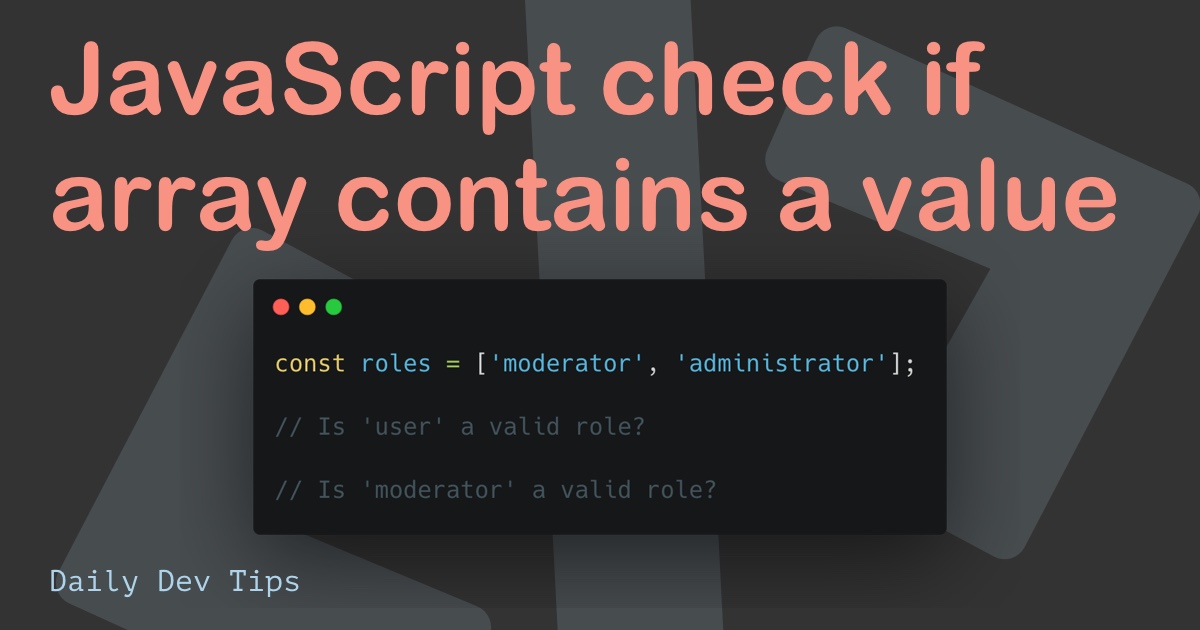 JavaScript check if
array contains a value
const roles = ['moderator', 'administrator'];
// Is 'user' a valid role?
// Is 'moderator' a valid role?
Daily Dev Tips